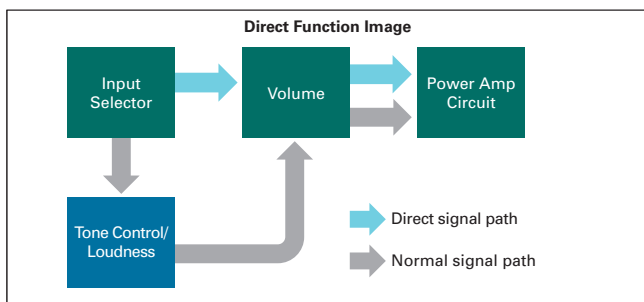 Direct Function Image
Input
Selector
Volume
Power Amp
Circuit
Tone Control/
Loudness
Direct signal path
Normal signal path